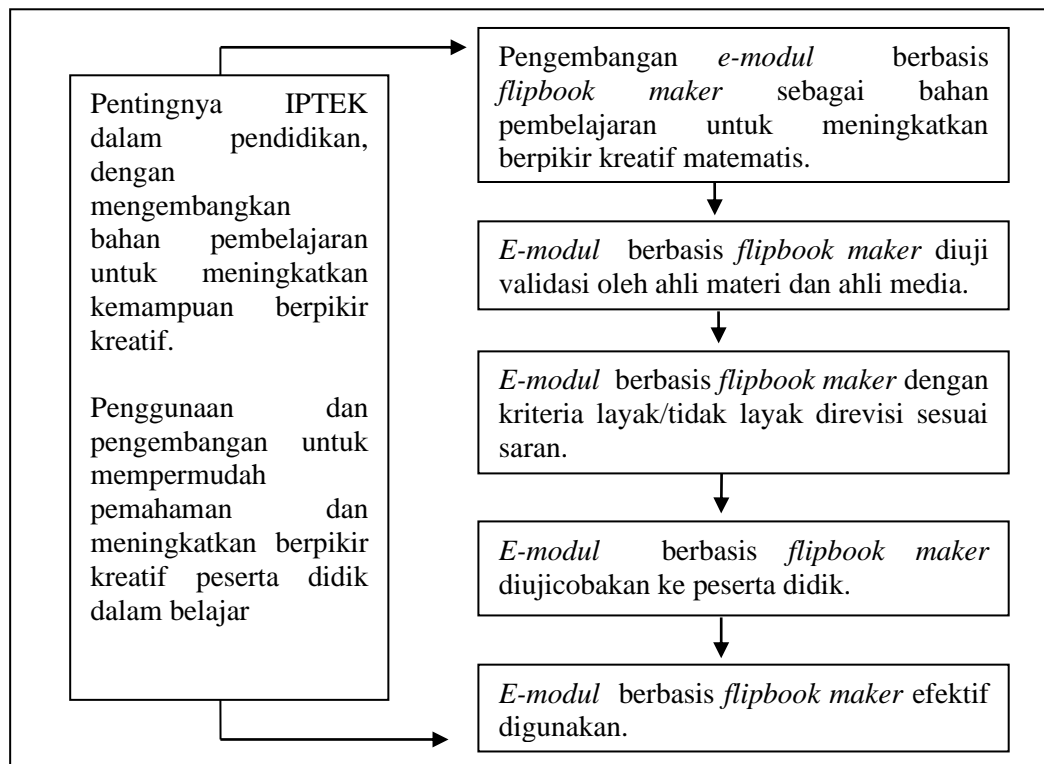 Pentingnya IPTEK
dalam pendidikan,
dengan
mengembangkan
bahan pembelajaran
untuk meningkatkan
kemampuan berpikir
kreatif.
Penggunaan dan
pengembangan untuk
mempermudah
pemahaman dan
meningkatkan berpikir
kreatif peserta didik
dalam belajar
Pengembangan e-modul berbasis
flipbook maker sebagai bahan
pembelajaran untuk meningkatkan
berpikir kreatif matematis.
E-modul berbasis flipbook maker diuji
validasi oleh ahli materi dan ahli media.
E-modul berbasis flipbook maker dengan
kriteria layak/tidak layak direvisi sesuai
saran.
E-modul berbasis flipbook maker
diujicobakan ke peserta didik.
E-modul berbasis flipbook maker efektif
digunakan.